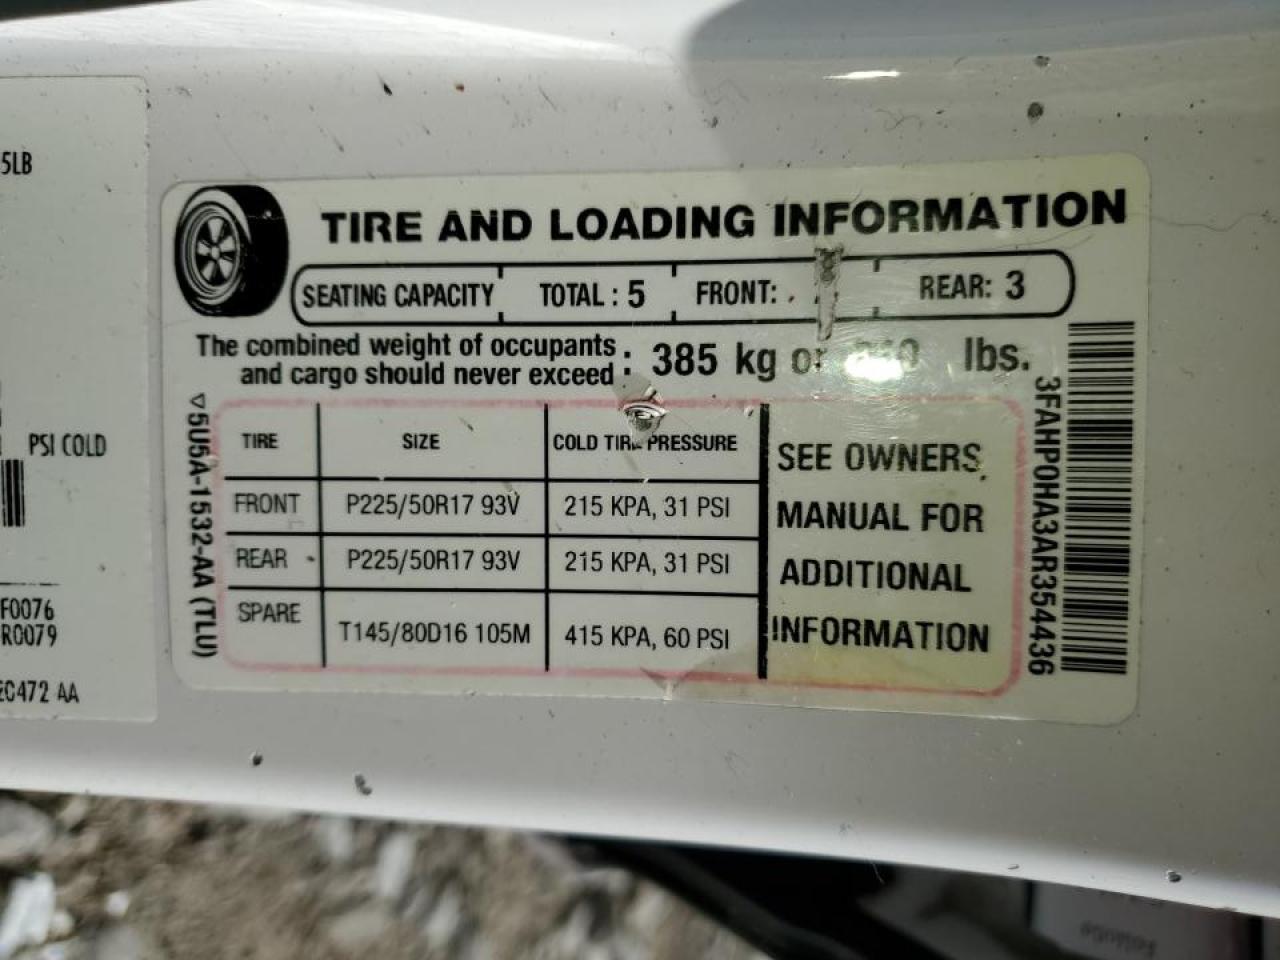 5LB
PSI COLD
F0076
R0079
EC472 AA
TIRE AND LOADING INFORMATION
SEATING CAPACITY TOTAL : 5 FRONT: REAR: 3
The combined weight of occupants
and cargo should never exceed : 385 kg or lbs.
▽5U5A-1532-AA (TLU)
TIRE SIZE COLD TIRE PRESSURE
FRONT P225/50R17 93V 215 KPA, 31 PSI
REAR P225/50R17 93V 215 KPA, 31 PSI
SPARE T145/80D16 105M 415 KPA, 60 PSI
SEE OWNERS
MANUAL FOR
ADDITIONAL
INFORMATION
3FAHP0HA3AR354436